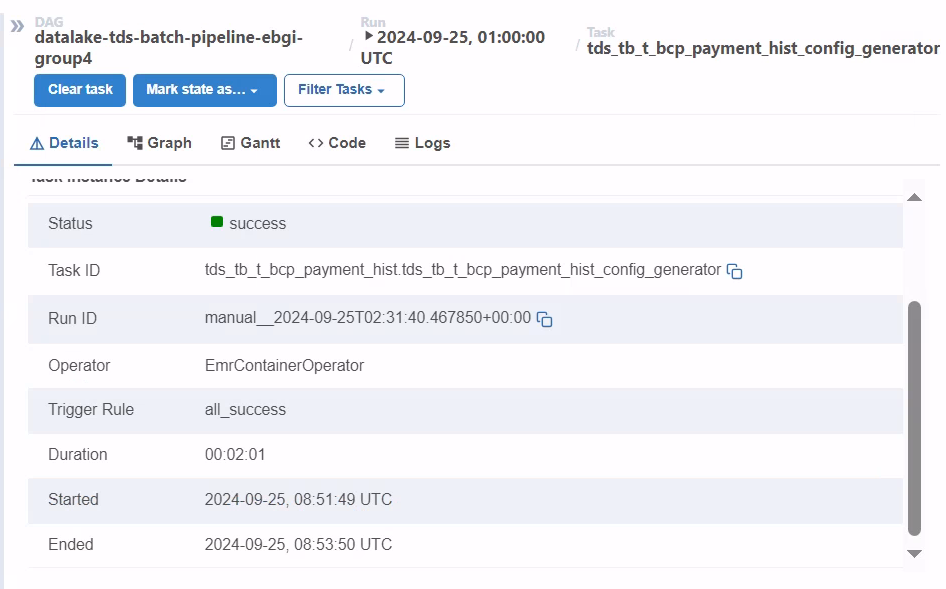 DAG
datalake-tds-batch-pipeline-ebgi-
group4
Run
2024-09-25, 01:00:00
UTC
Task
tds_tb_t_bcp_payment_hist_config_generator
Clear task
Mark state as...
Filter Tasks
Details
Graph
Gantt
Code
Logs
Task Instance Details
Status success
Task ID tds_tb_t_bcp_payment_hist.tds_tb_t_bcp_payment_hist_config_generator
Run ID manual__2024-09-25T02:31:40.467850+00:00
Operator EmrContainerOperator
Trigger Rule all_success
Duration 00:02:01
Started 2024-09-25, 08:51:49 UTC
Ended 2024-09-25, 08:53:50 UTC